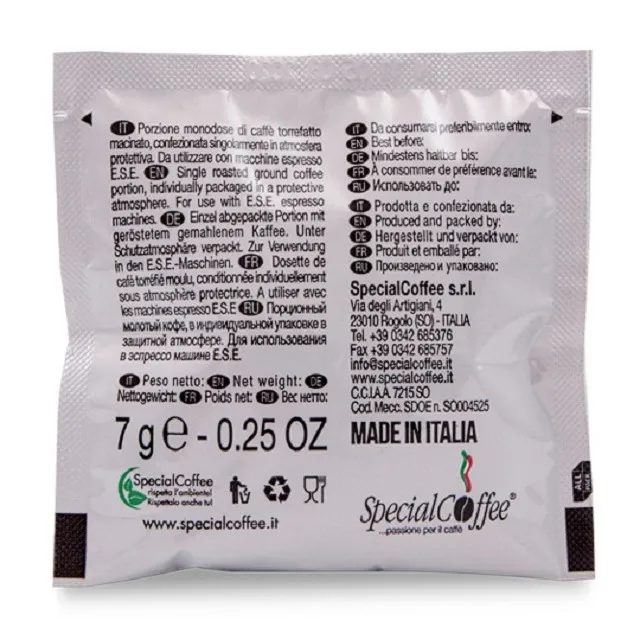 IT Porzione monodose di caffè torrefatto
macinato, confezionata singolarmente in atmosfera
protettiva. Da utilizzare con macchine espresso
E.S.E. EN Single roasted ground coffee
portion, individually packaged in a protective
atmosphere. For use with E.S.E. espresso
machines. DE Einzel abgepackte Portion mit
geröstetem gemahlenem Kaffee. Unter
Schutzatmosphäre verpackt. Zur Verwendung
in den E.S.E.-Maschinen. FR Dosette de
café torréfié moulu, conditionnée individuellement
sous atmosphère protectrice. A utiliser avec
les machines espresso E.S.E RU Порционный
молотый кофе, в индивидуальной упаковке в
защитной атмосфере. Для использования
в эспрессо машине E.S.E.
IT Peso netto: EN Net weight: DE
Nettogewicht: FR Poids net: RU Вес нетто:
7 g e - 0.25 OZ
SpecialCoffee
rispetta l'ambiente!
Rispettalo anche tu!
www.specialcoffee.it
IT Da consumarsi preferibilmente entro:
EN Best before:
DE Mindestens haltbar bis:
FR À consommer de préférence avant le:
RU Использовать до:
IT Prodotta e confezionata da:
EN Produced and packed by:
DE Hergestellt und verpackt von:
FR Produit et emballé par:
RU Произведено и упаковано:
SpecialCoffee s.r.l.
Via degli Artigiani, 4
23010 Rogolo (SO) - ITALIA
Tel. +39 0342 685376
Fax +39 0342 685757
info@specialcoffee.it
www.specialcoffee.it
C.C.I.A.A. 7215 SO
Cod. Mecc. SDOE n. SO004525
MADE IN ITALIA
SpecialCoffee®
...passione per il caffè